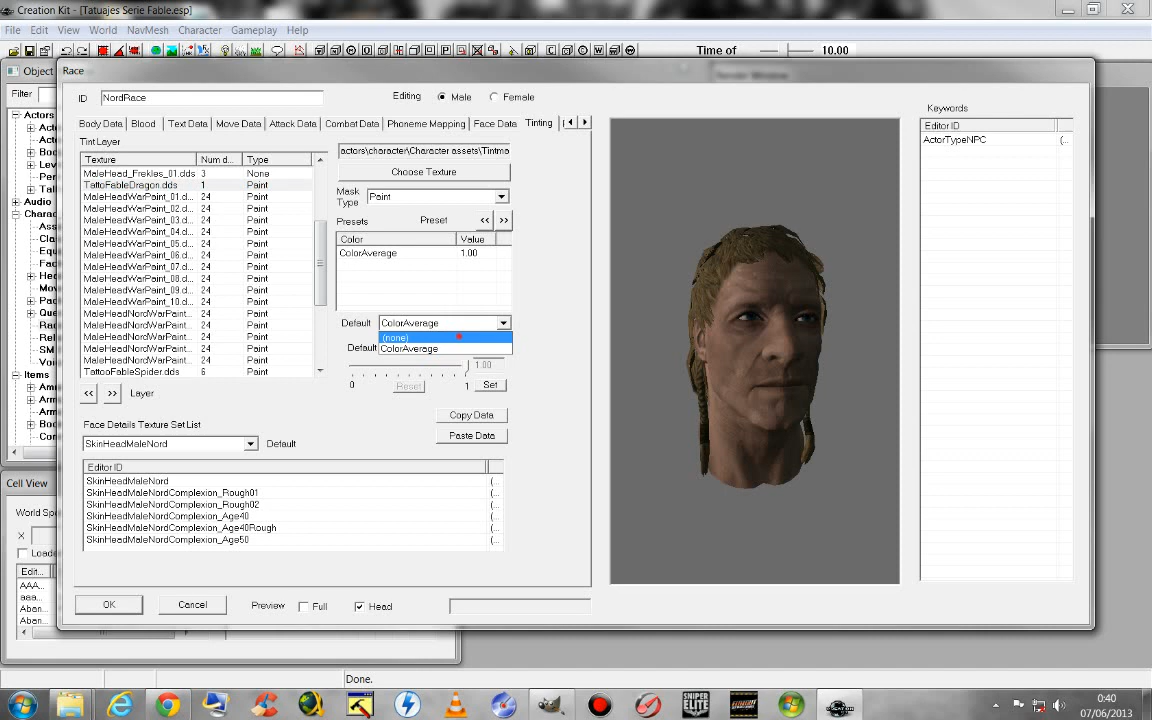 Creation Kit - [Tatuajes Serie Fable.esp]
File Edit View World NavMesh Character Gameplay Help
Time of 10.00
Object
Race
Filter
ID NordRace
Editing Male Female
Keywords
Editor ID
ActorTypeNPC (...
Body Data Blood Text Data Move Data Attack Data Combat Data Phoneme Mapping Face Data Tinting
Tint Layer
Texture Num d... Type
MaleHead_Frekles_01.dds 3 None
TattoFableDragon.dds 1 Paint
MaleHeadWarPaint_01.d... 24 Paint
MaleHeadWarPaint_02.d... 24 Paint
MaleHeadWarPaint_03.d... 24 Paint
MaleHeadWarPaint_04.d... 24 Paint
MaleHeadWarPaint_05.d... 24 Paint
MaleHeadWarPaint_06.d... 24 Paint
MaleHeadWarPaint_07.d... 24 Paint
MaleHeadWarPaint_08.d... 24 Paint
MaleHeadWarPaint_09.d... 24 Paint
MaleHeadWarPaint_10.d... 24 Paint
MaleHeadNordWarPaint... 24 Paint
MaleHeadNordWarPaint... 24 Paint
MaleHeadNordWarPaint... 24 Paint
MaleHeadNordWarPaint... 24 Paint
TattooFableSpider.dds 6 Paint
<< >> Layer
actors\character\Character assets\Tintma
Choose Texture
Mask Type Paint
Presets Preset << >>
Color Value
ColorAverage 1.00
Default ColorAverage
(none)
ColorAverage
Default
1.00
0 Reset 1 Set
Copy Data
Paste Data
Face Details Texture Set List
SkinHeadMaleNord Default
Editor ID
SkinHeadMaleNord (...
SkinHeadMaleNordComplexion_Rough01 (...
SkinHeadMaleNordComplexion_Rough02 (...
SkinHeadMaleNordComplexion_Age40 (...
SkinHeadMaleNordComplexion_Age40Rough (...
SkinHeadMaleNordComplexion_Age50 (...
OK Cancel Preview Full Head
Actors
Audio
Items
Cell View
World Sp
X
Loade
Edit...
AAA...
aaa...
Aban...
Aban...
Done.
SNIPER ELITE
0:40
07/06/2013